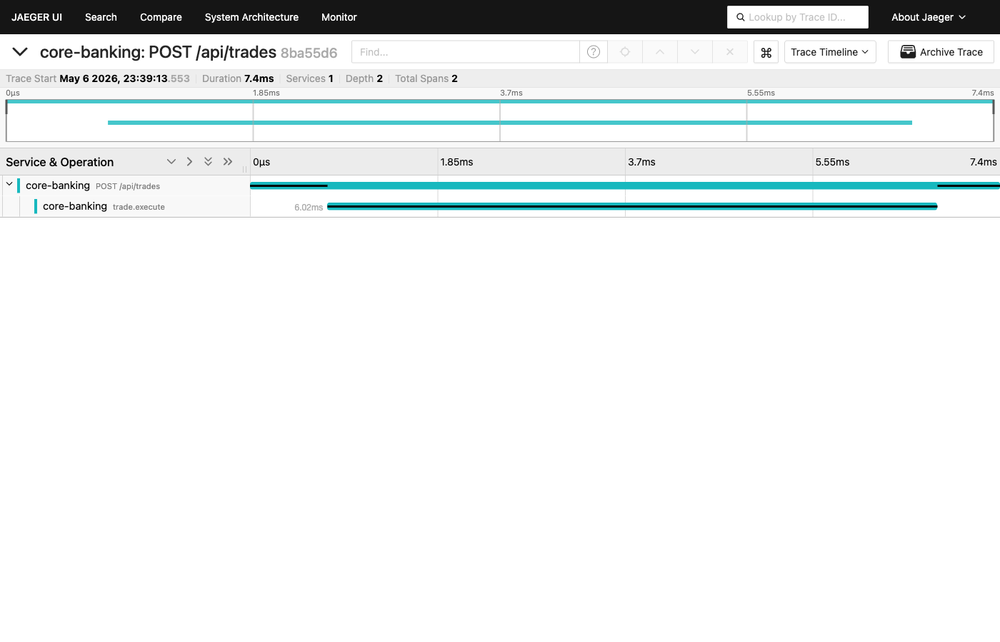 JAEGER UI Search Compare System Architecture Monitor Lookup by Trace ID... About Jaeger
core-banking: POST /api/trades 8ba55d6 Find... ? Trace Timeline Archive Trace
Trace Start May 6 2026, 23:39:13.553 Duration 7.4ms Services 1 Depth 2 Total Spans 2
0μs 1.85ms 3.7ms 5.55ms 7.4ms
Service & Operation 0μs 1.85ms 3.7ms 5.55ms 7.4ms
core-banking POST /api/trades
core-banking trade.execute 6.02ms